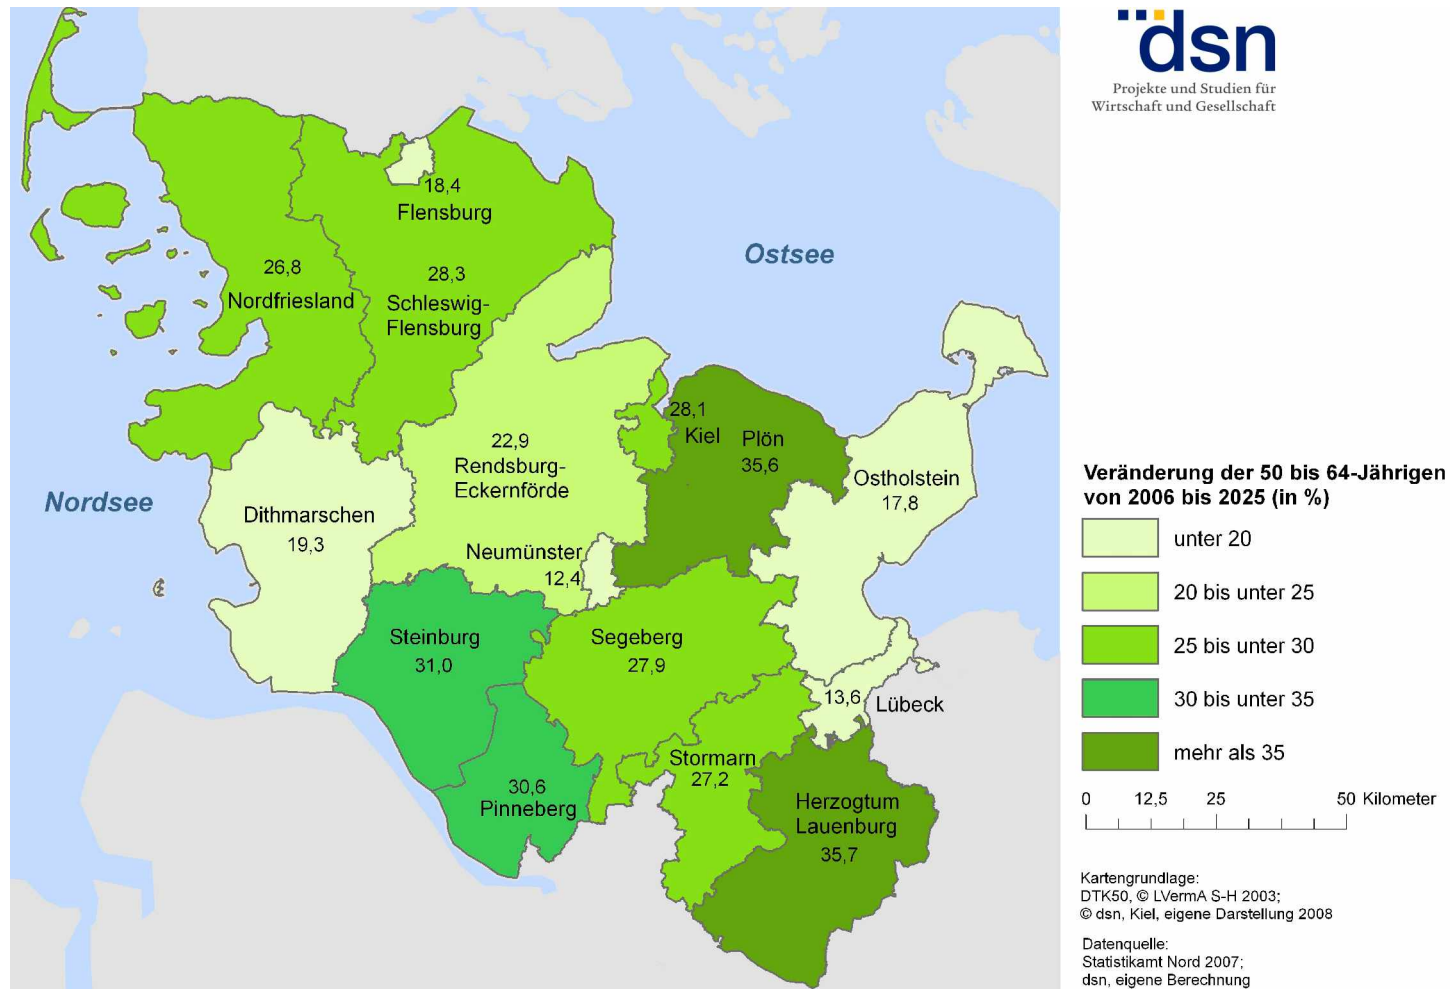 dsn
Projekte und Studien für
Wirtschaft und Gesellschaft
18,4
Flensburg
Ostsee
26,8
Nordfriesland
28,3
Schleswig-
Flensburg
28,1
Kiel
Plön
35,6
22,9
Rendsburg-
Eckernförde
Ostholstein
17,8
Nordsee
Dithmarschen
19,3
Neumünster
12,4
Steinburg
31,0
Segeberg
27,9
13,6
Lübeck
Stormarn
27,2
30,6
Pinneberg
Herzogtum
Lauenburg
35,7
Veränderung der 50 bis 64-Jährigen
von 2006 bis 2025 (in %)
unter 20
20 bis unter 25
25 bis unter 30
30 bis unter 35
mehr als 35
0 12,5 25 50 Kilometer
Kartengrundlage:
DTK50, © LVermA S-H 2003;
© dsn, Kiel, eigene Darstellung 2008
Datenquelle:
Statistikamt Nord 2007;
dsn, eigene Berechnung